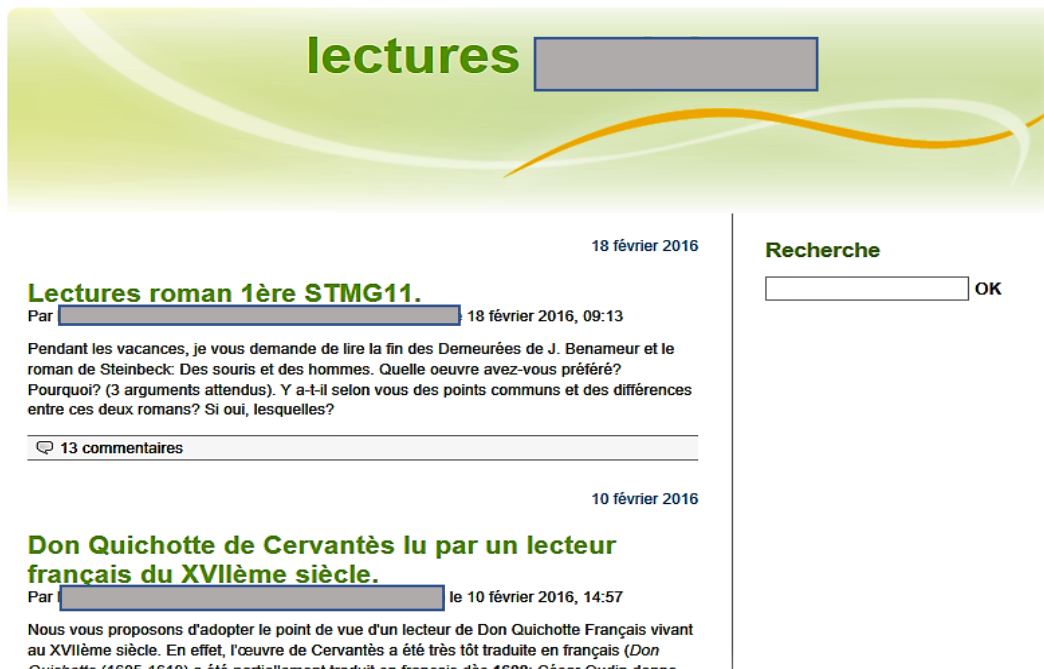 lectures
18 février 2016
Recherche
OK
Lectures roman 1ère STMG11.
Par 18 février 2016, 09:13
Pendant les vacances, je vous demande de lire la fin des Demeurées de J. Benameur et le
roman de Steinbeck: Des souris et des hommes. Quelle oeuvre avez-vous préféré?
Pourquoi? (3 arguments attendus). Y a-t-il selon vous des points communs et des différences
entre ces deux romans? Si oui, lesquelles?
13 commentaires
10 février 2016
Don Quichotte de Cervantès lu par un lecteur
français du XVIIème siècle.
Par le 10 février 2016, 14:57
Nous vous proposons d'adopter le point de vue d'un lecteur de Don Quichotte Français vivant
au XVIIème siècle. En effet, l'œuvre de Cervantès a été très tôt traduite en français (Don